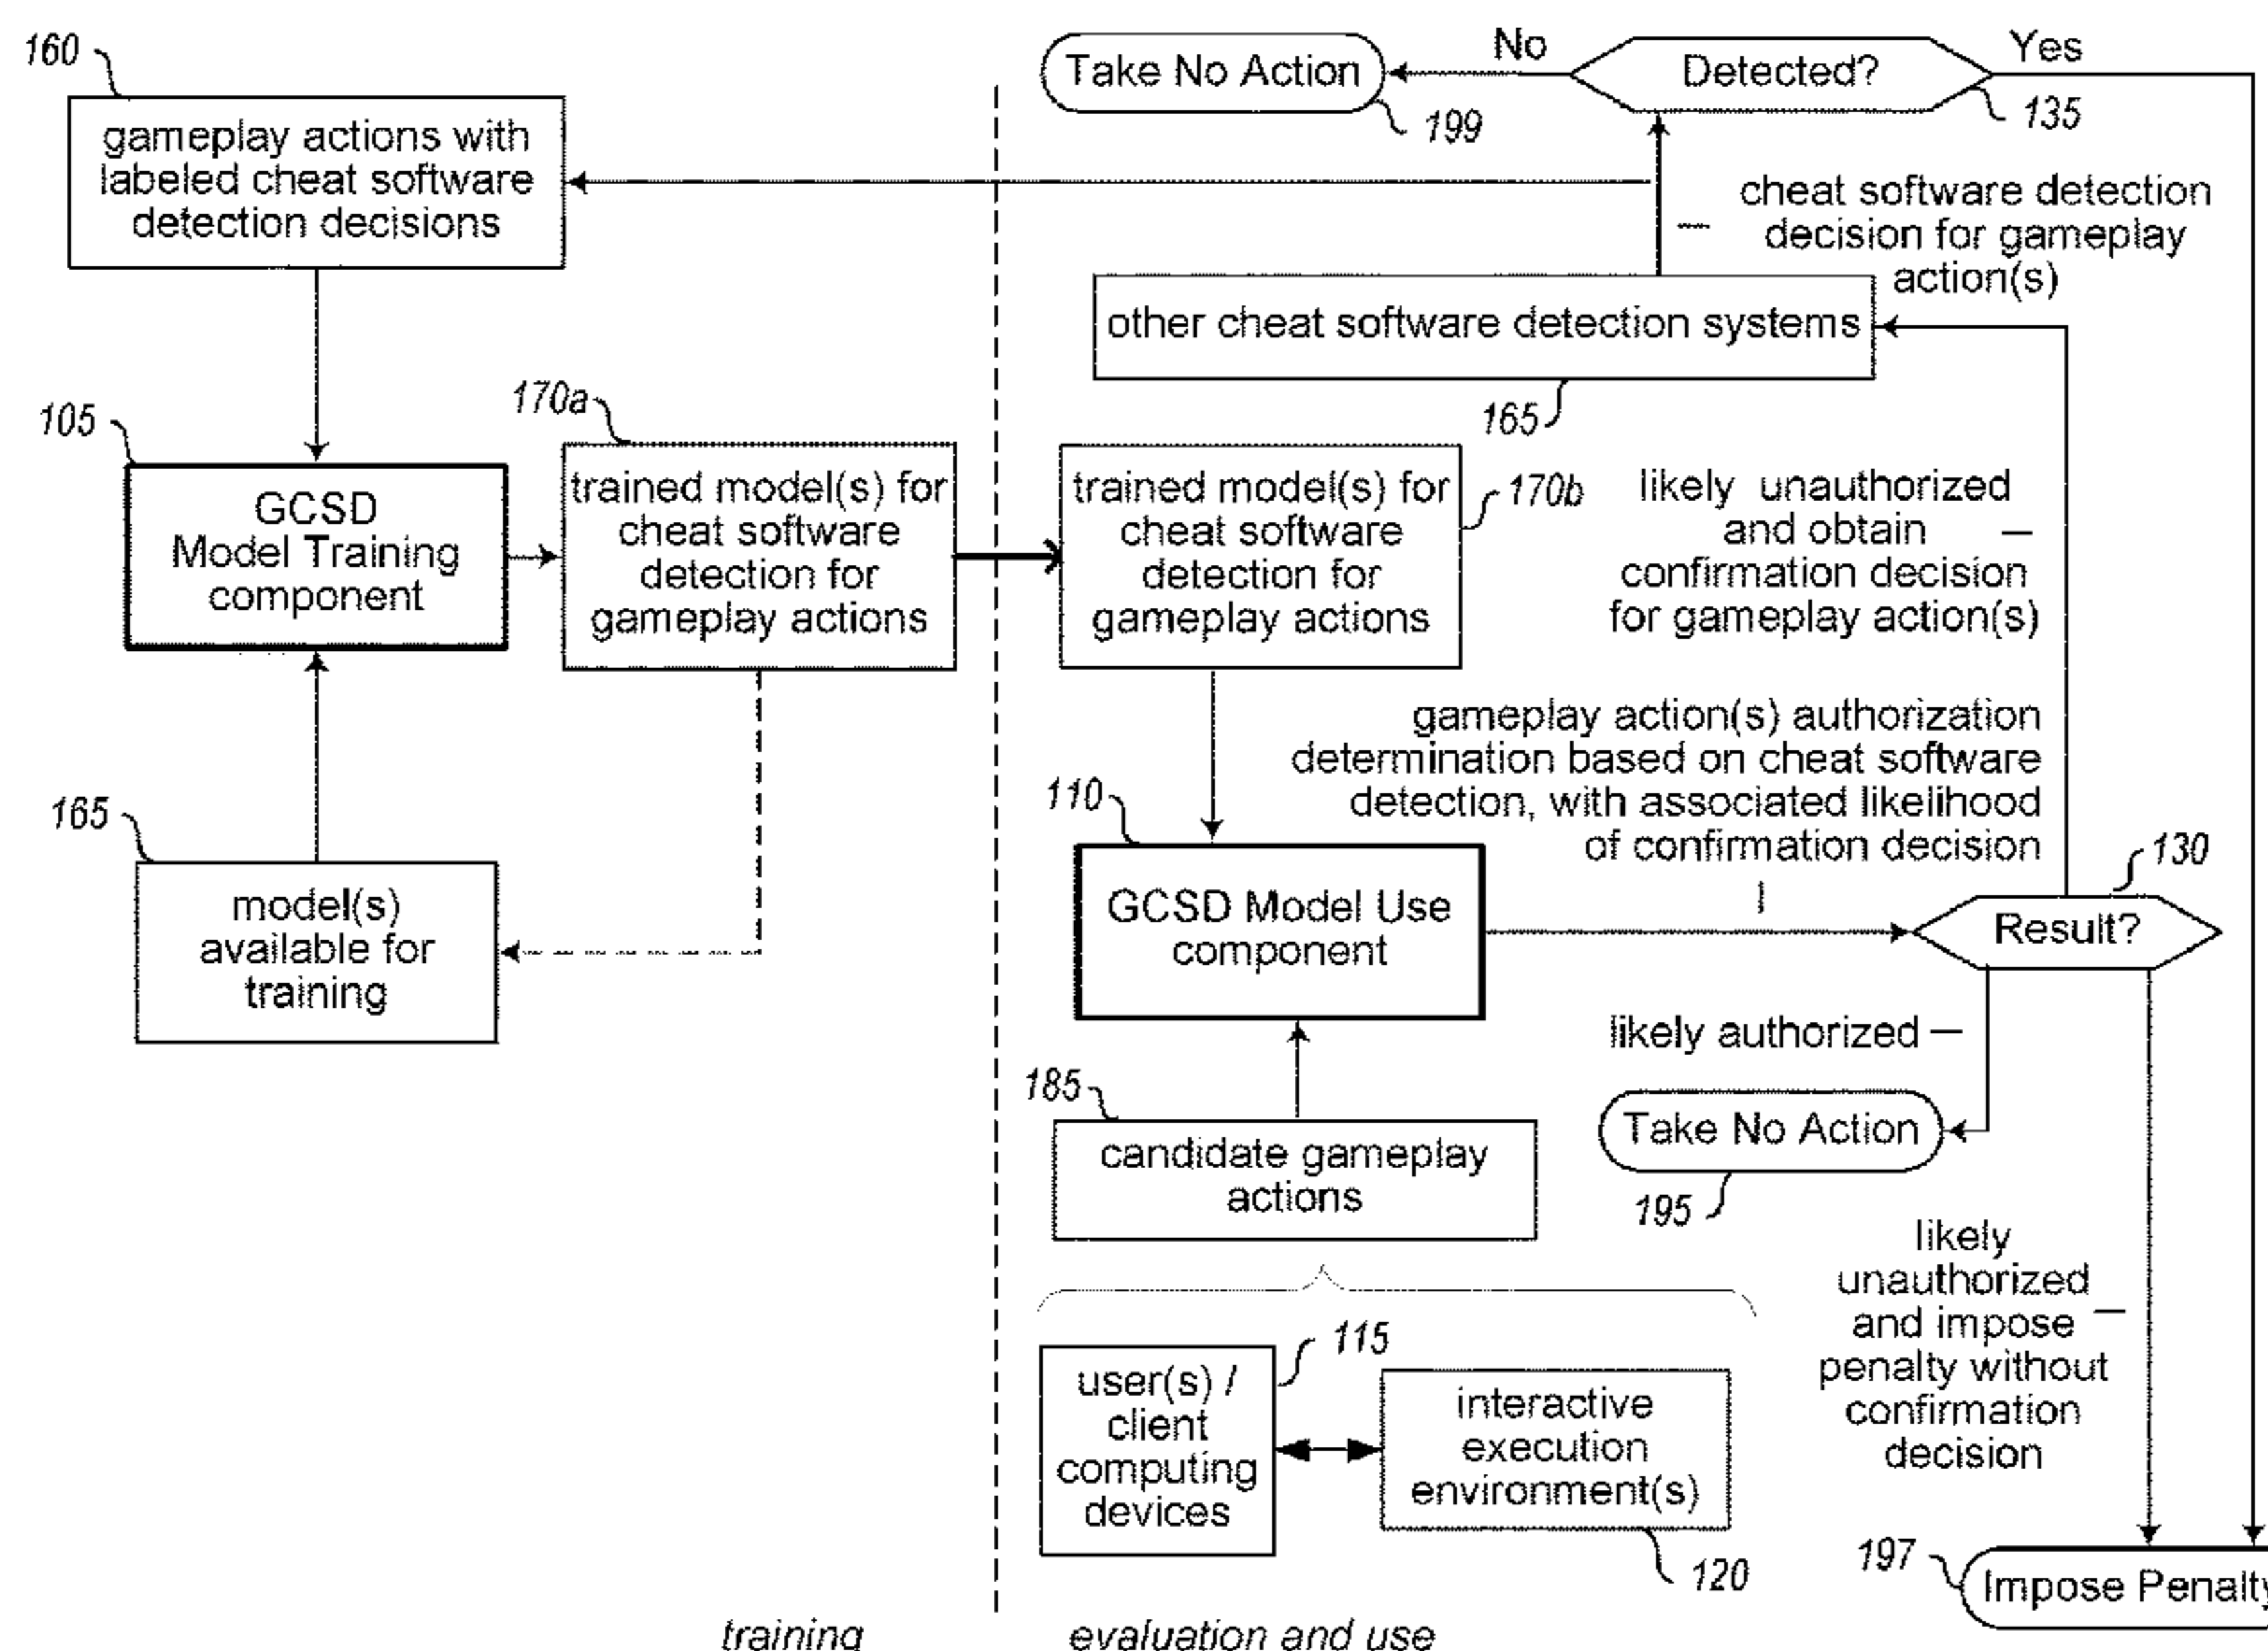 160
gameplay actions with
labeled cheat software
detection decisions
105
GCSD
Model Training
component
170a
trained model(s) for
cheat software
detection for
gameplay actions
165
model(s)
available for
training
training
Take No Action
199
No
Detected?
Yes
135
cheat software detection
decision for gameplay
action(s)
other cheat software detection systems
165
trained model(s) for
cheat software
detection for
gameplay actions
170b
likely unauthorized
and obtain
confirmation decision
for gameplay action(s)
gameplay action(s) authorization
determination based on cheat software
detection, with associated likelihood
of confirmation decision
110
GCSD Model Use
component
130
Result?
likely authorized
185
candidate gameplay
actions
Take No Action
195
likely
unauthorized
and impose
penalty without
confirmation
decision
115
user(s) /
client
computing
devices
interactive
execution
environment(s)
120
197
Impose Penalty
evaluation and use